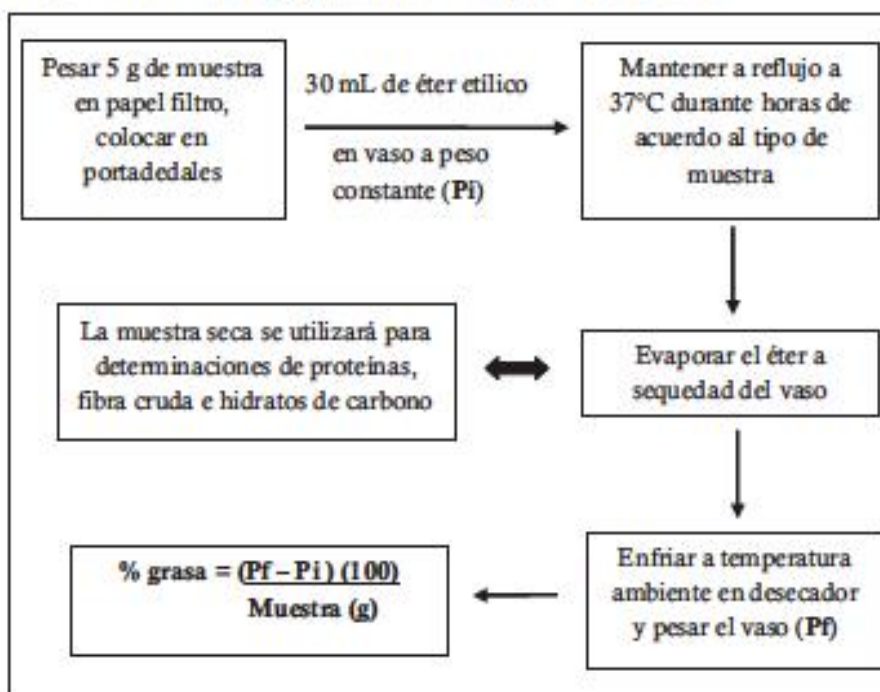 Pesar 5 g de muestra
en papel filtro,
colocar en
portadedales
30 mL de éter etílico
en vaso a peso
constante (Pi)
Mantener a reflujo a
37°C durante horas de
acuerdo al tipo de
muestra
La muestra seca se utilizará para
determinaciones de proteínas,
fibra cruda e hidratos de carbono
Evaporar el éter a
sequedad del vaso
% grasa = (Pf – Pi) (100)
Muestra (g)
Enfriar a temperatura
ambiente en desecador
y pesar el vaso (Pf)